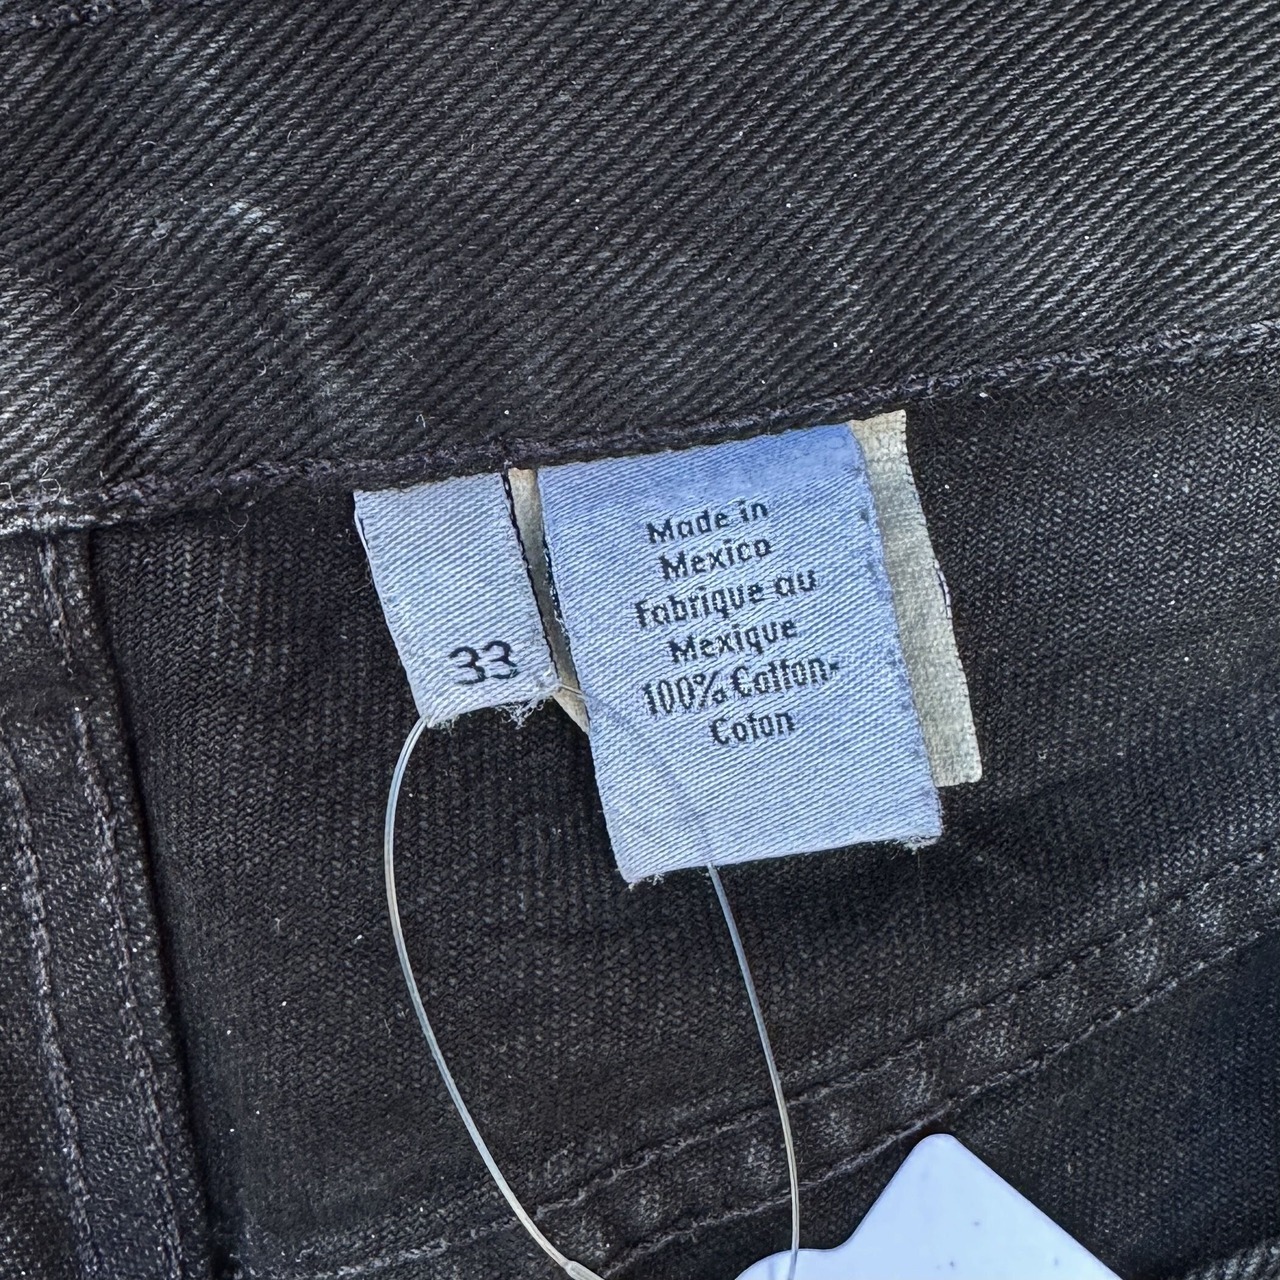 33
Made in
Mexico
Fabrique au
Mexique
100% Cotton-
Coton